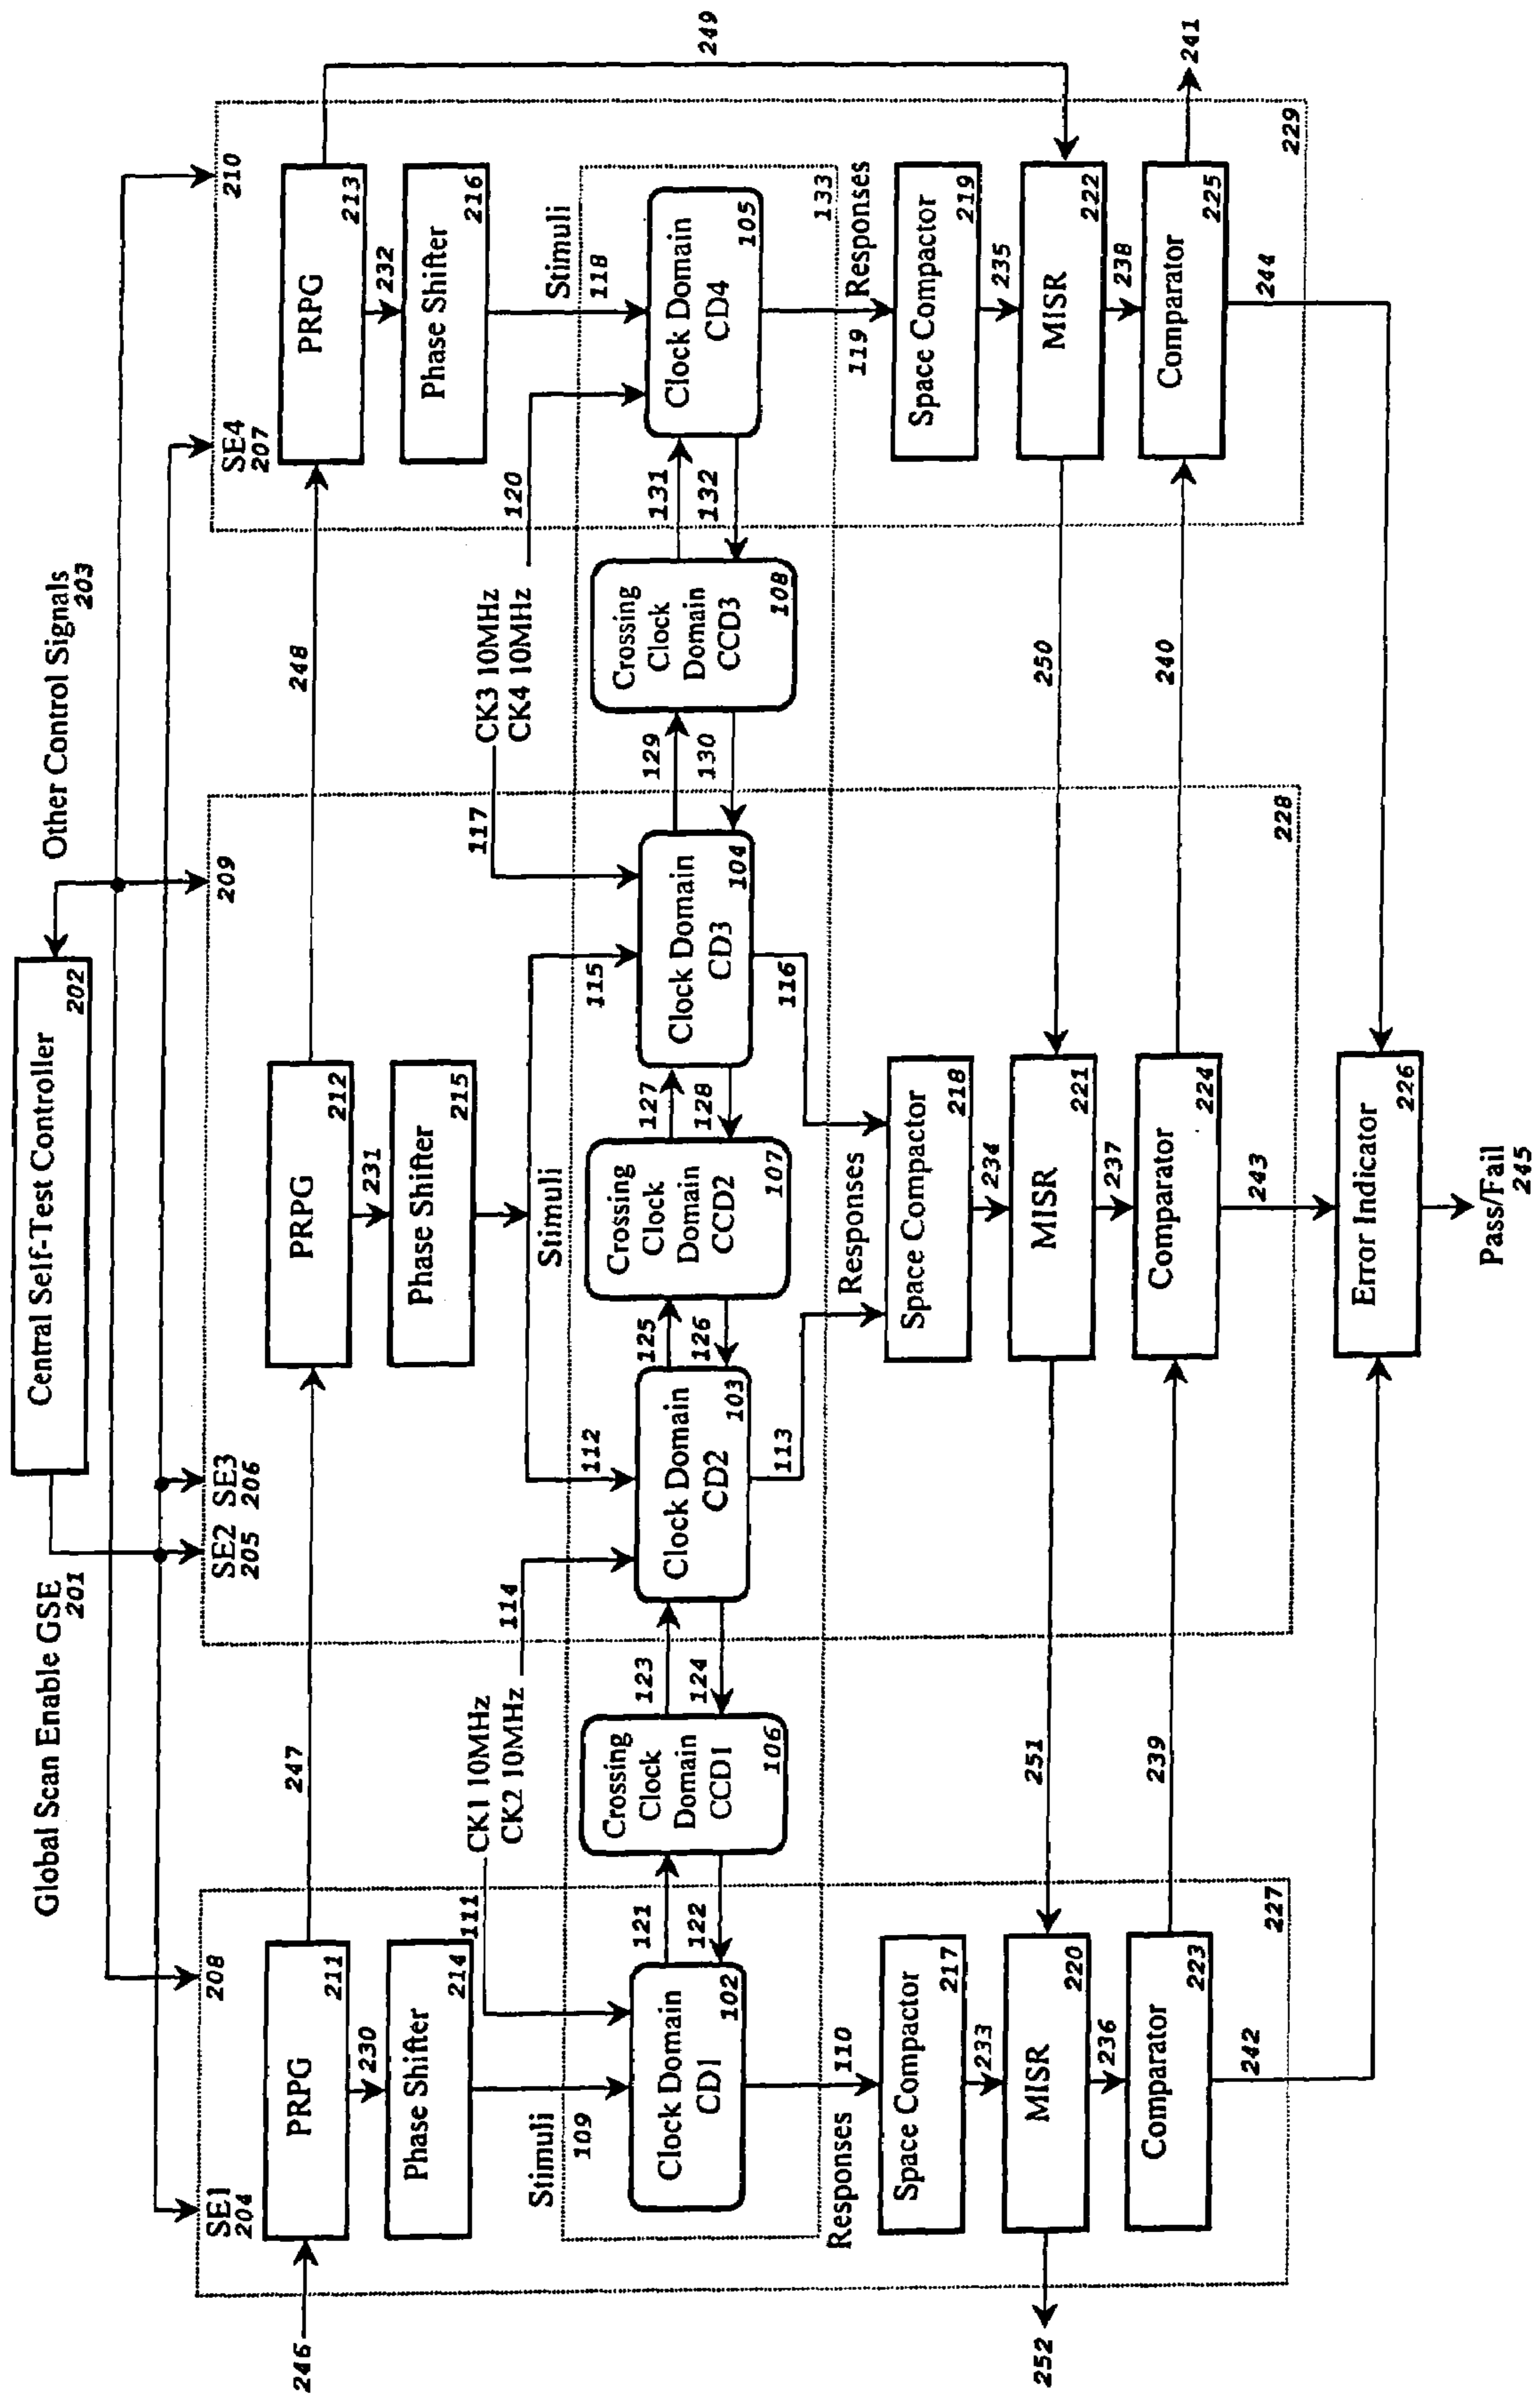 Central Self-Test Controller
202
Global Scan Enable GSE
201
Other Control Signals
203
SE1
204
208
SE2
205
SE3
206
209
SE4
207
210
246
PRPG
211
247
PRPG
212
248
PRPG
213
249
230
231
232
Phase Shifter
214
Phase Shifter
215
Phase Shifter
216
111
CK1 10MHz
CK2 10MHz
114
117
CK3 10MHz
CK4 10MHz
120
Stimuli
109
Stimuli
112
115
Stimuli
118
Clock Domain
CD1
102
121
122
Crossing
Clock
Domain
CCD1
106
123
124
Clock Domain
CD2
103
125
126
Crossing
Clock
Domain
CCD2
107
127
128
Clock Domain
CD3
104
129
130
Crossing
Clock
Domain
CCD3
108
131
132
Clock Domain
CD4
105
133
Responses
110
113
Responses
116
119
Responses
Space Compactor
217
Space Compactor
218
Space Compactor
219
233
234
235
252
MISR
220
251
MISR
221
250
MISR
222
236
237
238
Comparator
223
239
Comparator
224
240
Comparator
225
241
242
227
243
228
244
229
Error Indicator
226
Pass/Fail
245